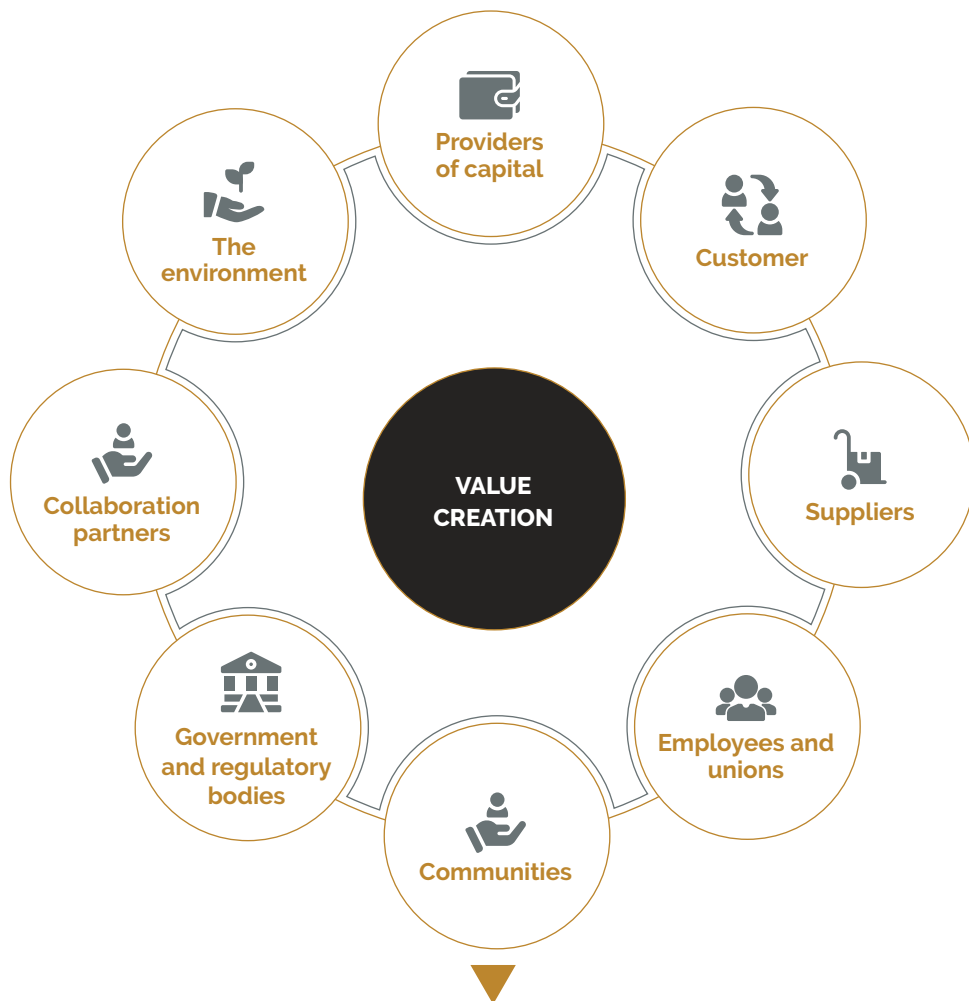 Providers
of capital
Customer
Suppliers
Employees and
unions
Communities
Government
and regulatory
bodies
Collaboration
partners
The
environment
VALUE
CREATION